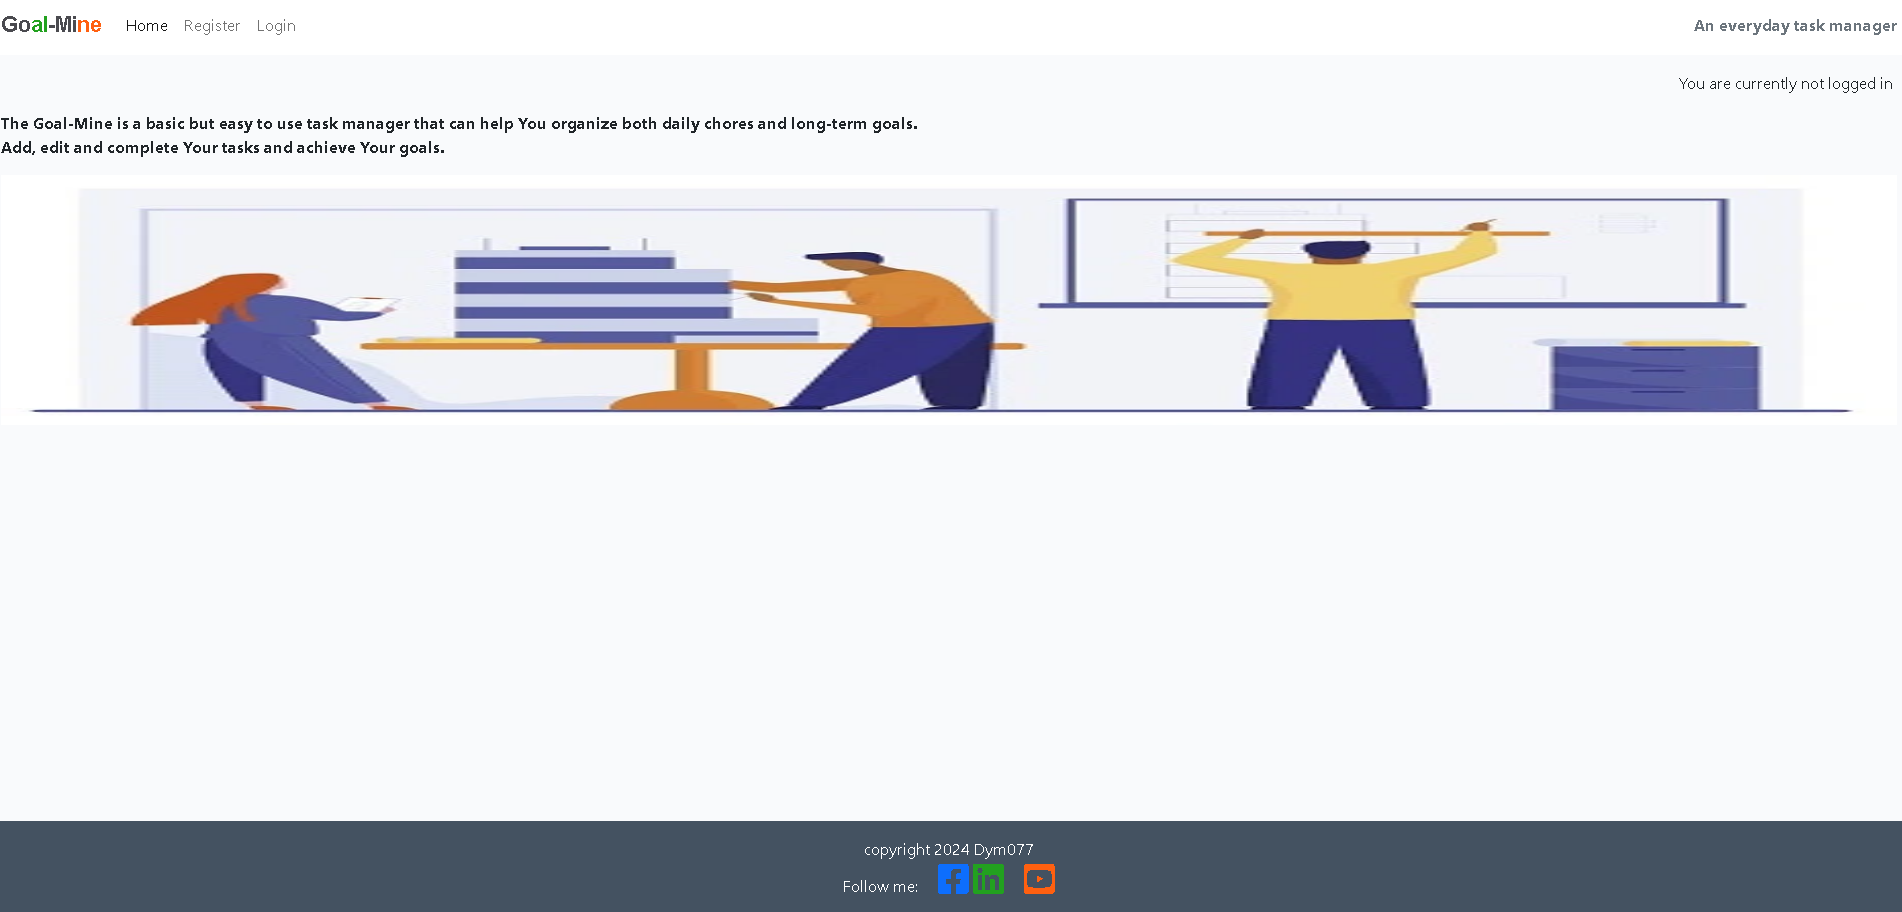 Goal-Mine Home Register Login An everyday task manager
You are currently not logged in
The Goal-Mine is a basic but easy to use task manager that can help You organize both daily chores and long-term goals.
Add, edit and complete Your tasks and achieve Your goals.
copyright 2024 Dym077
Follow me: